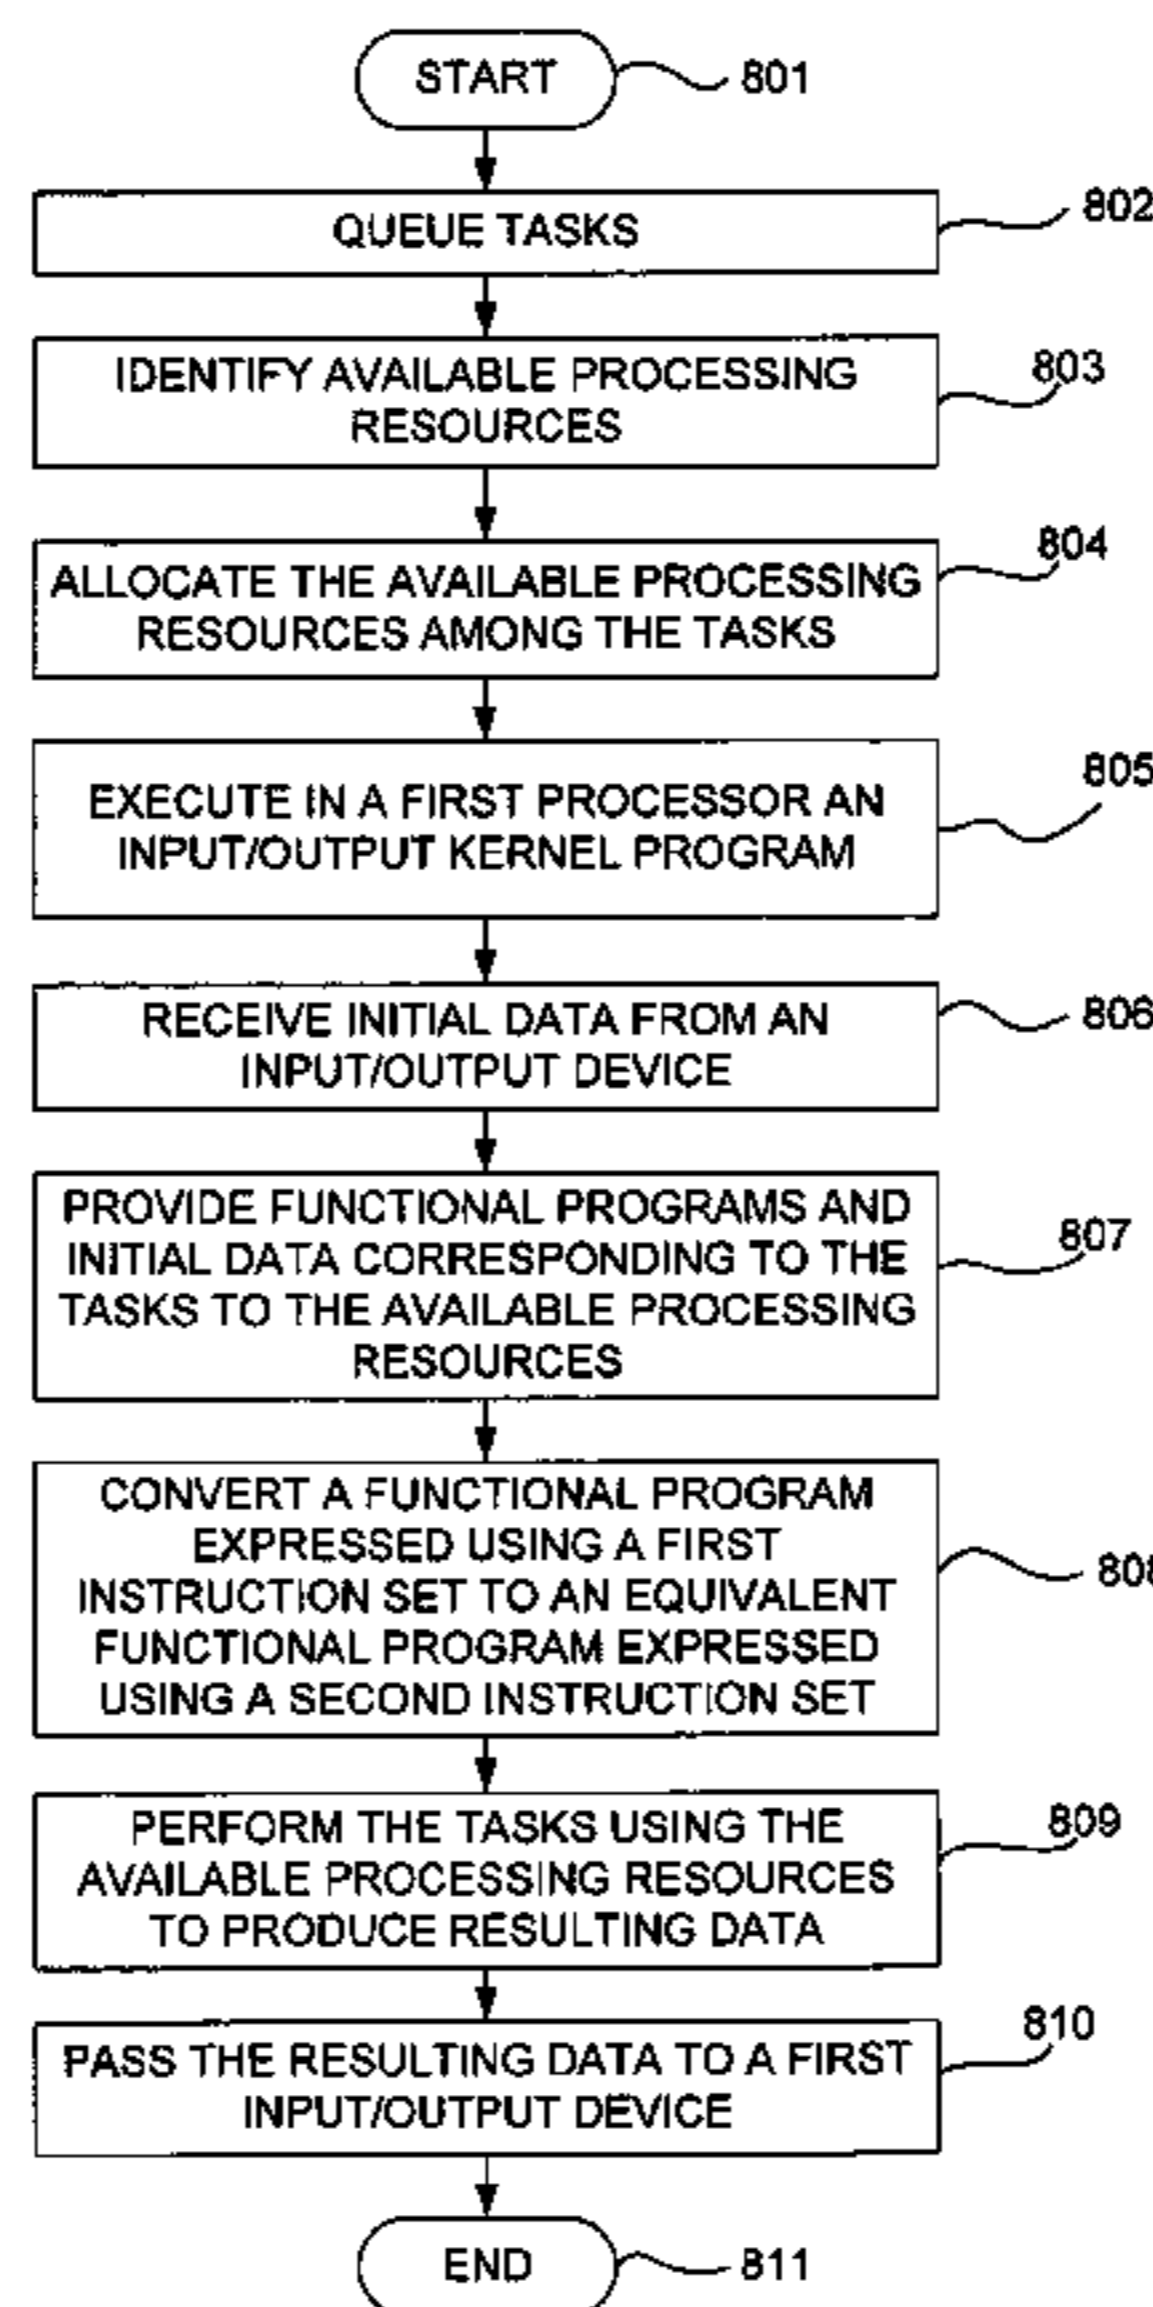 START
801
QUEUE TASKS
802
IDENTIFY AVAILABLE PROCESSING
RESOURCES
803
ALLOCATE THE AVAILABLE PROCESSING
RESOURCES AMONG THE TASKS
804
EXECUTE IN A FIRST PROCESSOR AN
INPUT/OUTPUT KERNEL PROGRAM
805
RECEIVE INITIAL DATA FROM AN
INPUT/OUTPUT DEVICE
806
PROVIDE FUNCTIONAL PROGRAMS AND
INITIAL DATA CORRESPONDING TO THE
TASKS TO THE AVAILABLE PROCESSING
RESOURCES
807
CONVERT A FUNCTIONAL PROGRAM
EXPRESSED USING A FIRST
INSTRUCTION SET TO AN EQUIVALENT
FUNCTIONAL PROGRAM EXPRESSED
USING A SECOND INSTRUCTION SET
808
PERFORM THE TASKS USING THE
AVAILABLE PROCESSING RESOURCES
TO PRODUCE RESULTING DATA
809
PASS THE RESULTING DATA TO A FIRST
INPUT/OUTPUT DEVICE
810
END
811